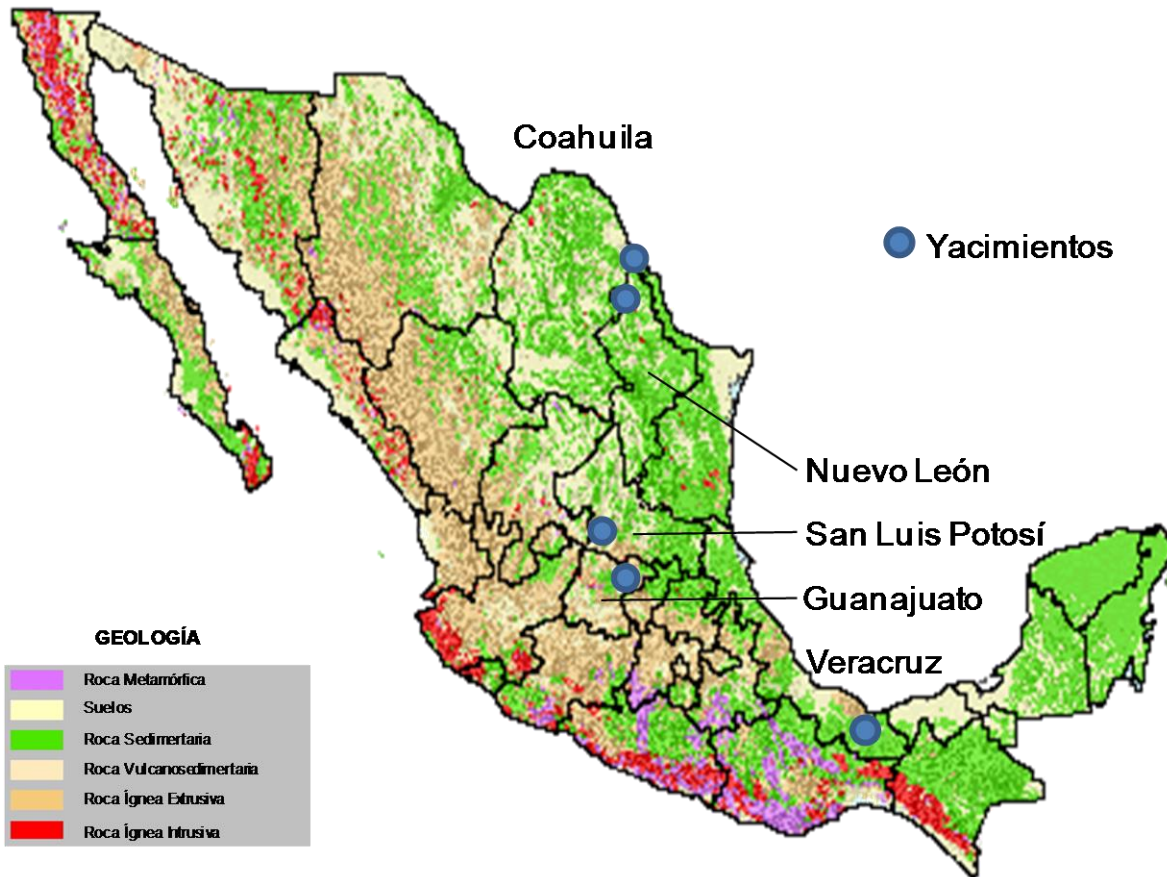 Coahuila
Yacimientos
Nuevo León
San Luis Potosí
Guanajuato
Veracruz
GEOLOGÍA
Roca Metamórfica
Suelos
Roca Sedimertaria
Roca Vulcanosedimertaria
Roca Ígnea Extrusiva
Roca Ígnea Intrusiva